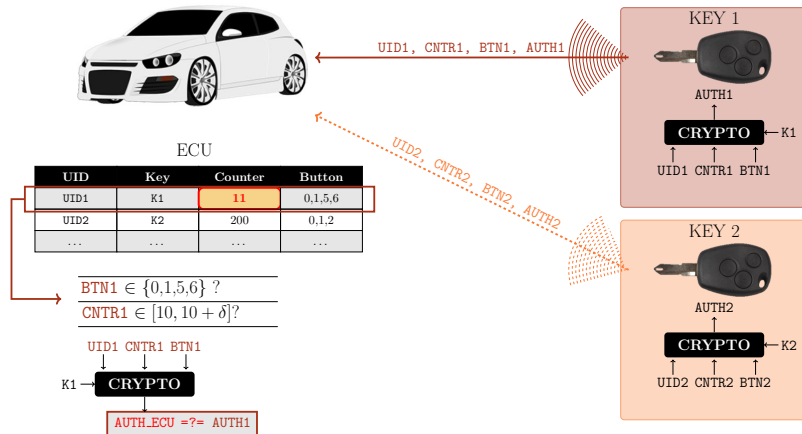 KEY 1
UID1, CNTR1, BTN1, AUTH1
AUTH1
CRYPTO
K1
UID1 CNTR1 BTN1
ECU
UID Key Counter Button
UID1 K1 11 0,1,5,6
UID2 K2 200 0,1,2
... ... ... ...
UID2, CNTR2, BTN2, AUTH2
KEY 2
AUTH2
CRYPTO
K2
UID2 CNTR2 BTN2
BTN1 ∈ {0,1,5,6} ?
CNTR1 ∈ [10, 10 + δ]?
UID1 CNTR1 BTN1
K1
CRYPTO
AUTH_ECU =?= AUTH1